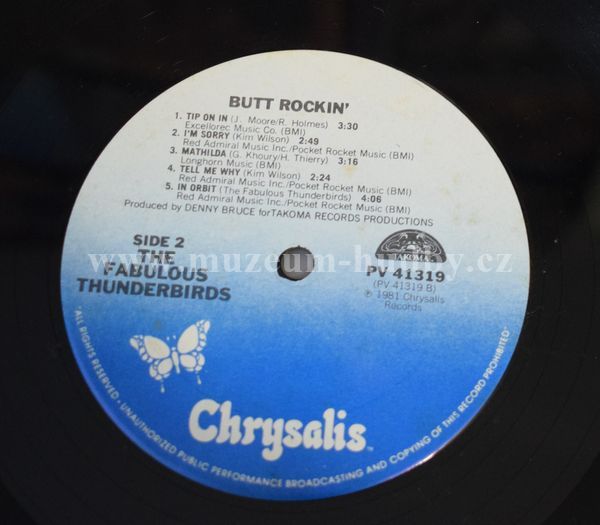 BUTT ROCKIN'
1. TIP ON IN (J. Moore/R. Holmes) 3:30
Excellorec Music Co. (BMI)
2. I'M SORRY (Kim Wilson) 2:49
Red Admiral Music Inc./Pocket Rocket Music (BMI)
3. MATHILDA (G. Khoury/H. Thierry) 3:16
Longhorn Music (BMI)
4. TELL ME WHY (Kim Wilson) 2:24
Red Admiral Music Inc./Pocket Rocket Music (BMI)
5. IN ORBIT (The Fabulous Thunderbirds) 4:06
Red Admiral Music Inc./Pocket Rocket Music (BMI)
Produced by DENNY BRUCE forTAKOMA RECORDS PRODUCTIONS
SIDE 2
THE
FABULOUS
THUNDERBIRDS
TAKOMA
PV 41319
(PV 41319 B)
℗ 1981 Chrysalis
Records
www.muzeum-hudby.cz
Chrysalis
TM
ALL RIGHTS RESERVED · UNAUTHORIZED PUBLIC PERFORMANCE BROADCASTING AND COPYING OF THIS RECORD PROHIBITED